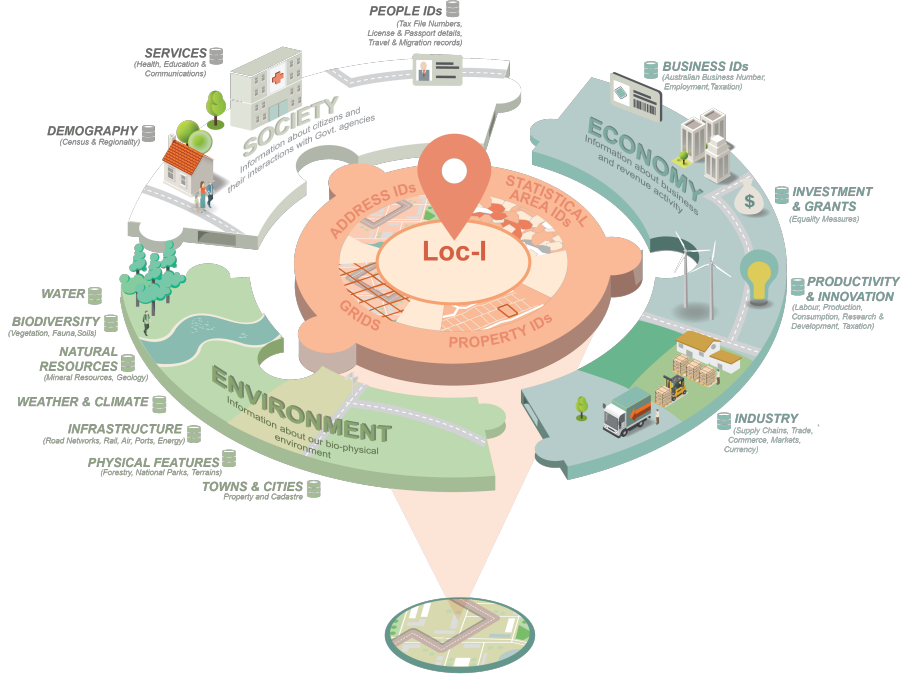 PEOPLE IDs
(Tax File Numbers,
License & Passport details,
Travel & Migration records)
SERVICES
(Health, Education &
Communications)
DEMOGRAPHY
(Census & Regionality)
SOCIETY
Information about citizens and
their interactions with Govt. agencies
BUSINESS IDs
(Australian Business Number,
Employment,Taxation)
ECONOMY
Information about business
and revenue activity
$
INVESTMENT
& GRANTS
(Equality Measures)
PRODUCTIVITY
& INNOVATION
(Labour, Production,
Consumption, Research &
Development, Taxation)
INDUSTRY
(Supply Chains, Trade,
Commerce, Markets,
Currency)
ADDRESS IDs
STATISTICAL
AREA IDs
Loc-I
GRIDS
PROPERTY IDs
WATER
BIODIVERSITY
(Vegetation, Fauna,Soils)
NATURAL
RESOURCES
(Mineral Resources, Geology)
WEATHER & CLIMATE
INFRASTRUCTURE
(Road Networks, Rail, Air, Ports, Energy)
PHYSICAL FEATURES
(Forestry, National Parks, Terrains)
TOWNS & CITIES
Property and Cadastre
ENVIRONMENT
Information about our bio-physical
environment